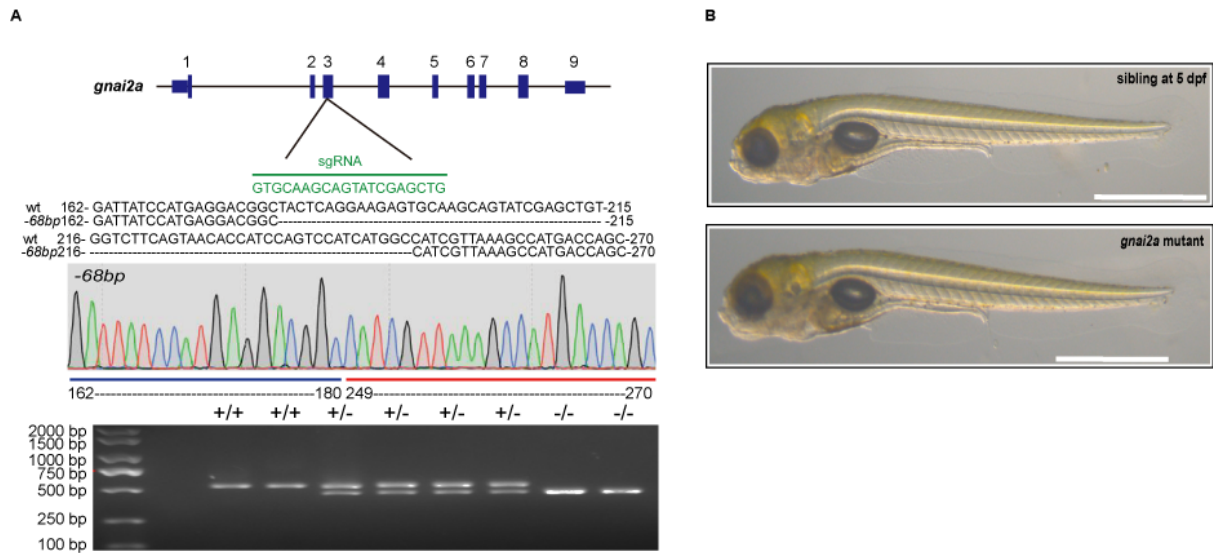 A
1 2 3 4 5 6 7 8 9
gnai2a
sgRNA
GTGCAAGCAGTATCGAGCTG
wt 162- GATTATCCATGAGGACGGCTACTCAGGAAGAGTGCAAGCAGTATCGAGCTGT-215
-68bp162- GATTATCCATGAGGACGGC------------------------------------------------ -215
wt 216- GGTCTTCAGTAACACCATCCAGTCCATCATGGCCATCGTTAAAGCCATGACCAGC-270
-68bp216- ------------------------------------------------CATCGTTAAAGCCATGACCAGC-270
-68bp
162------------------------------------180 249------------------------------------------270
+/+ +/+ +/- +/- +/- +/- -/- -/-
2000 bp
1500 bp
1000 bp
750 bp
500 bp
250 bp
100 bp
B
sibling at 5 dpf
gnai2a mutant